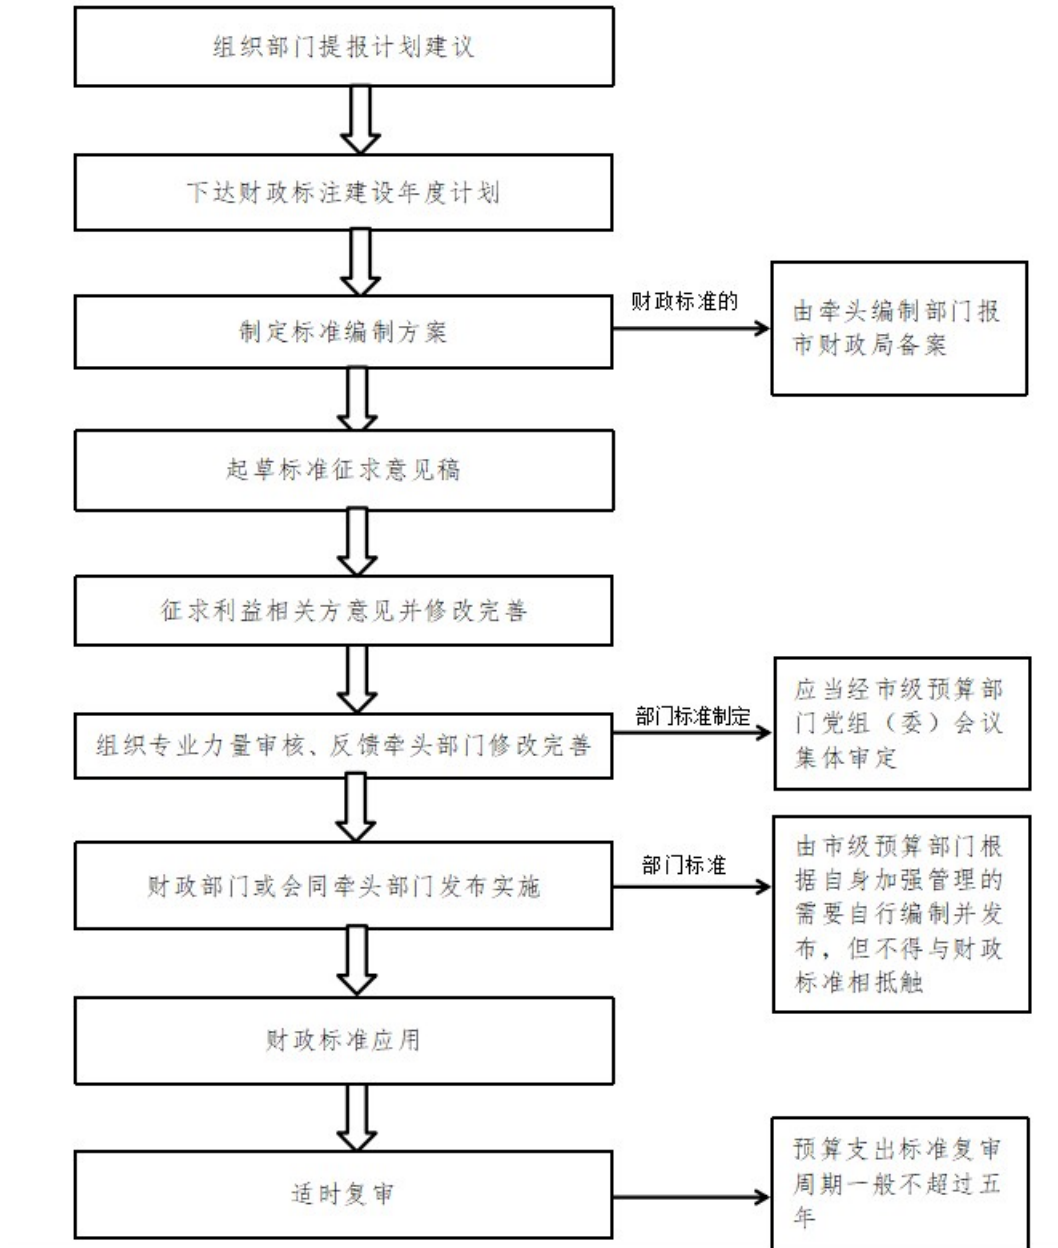 组织部门提报计划建议
下达财政标注建设年度计划
制定标准编制方案
财政标准的
由牵头编制部门报
市财政局备案
起草标准征求意见稿
征求利益相关方意见并修改完善
组织专业力量审核、反馈牵头部门修改完善
部门标准制定
应当经市级预算部
门党组（委）会议
集体审定
财政部门或会同牵头部门发布实施
部门标准
由市级预算部门根
据自身加强管理的
需要自行编制并发
布，但不得与财政
标准相抵触
财政标准应用
适时复审
预算支出标准复审
周期一般不超过五
年